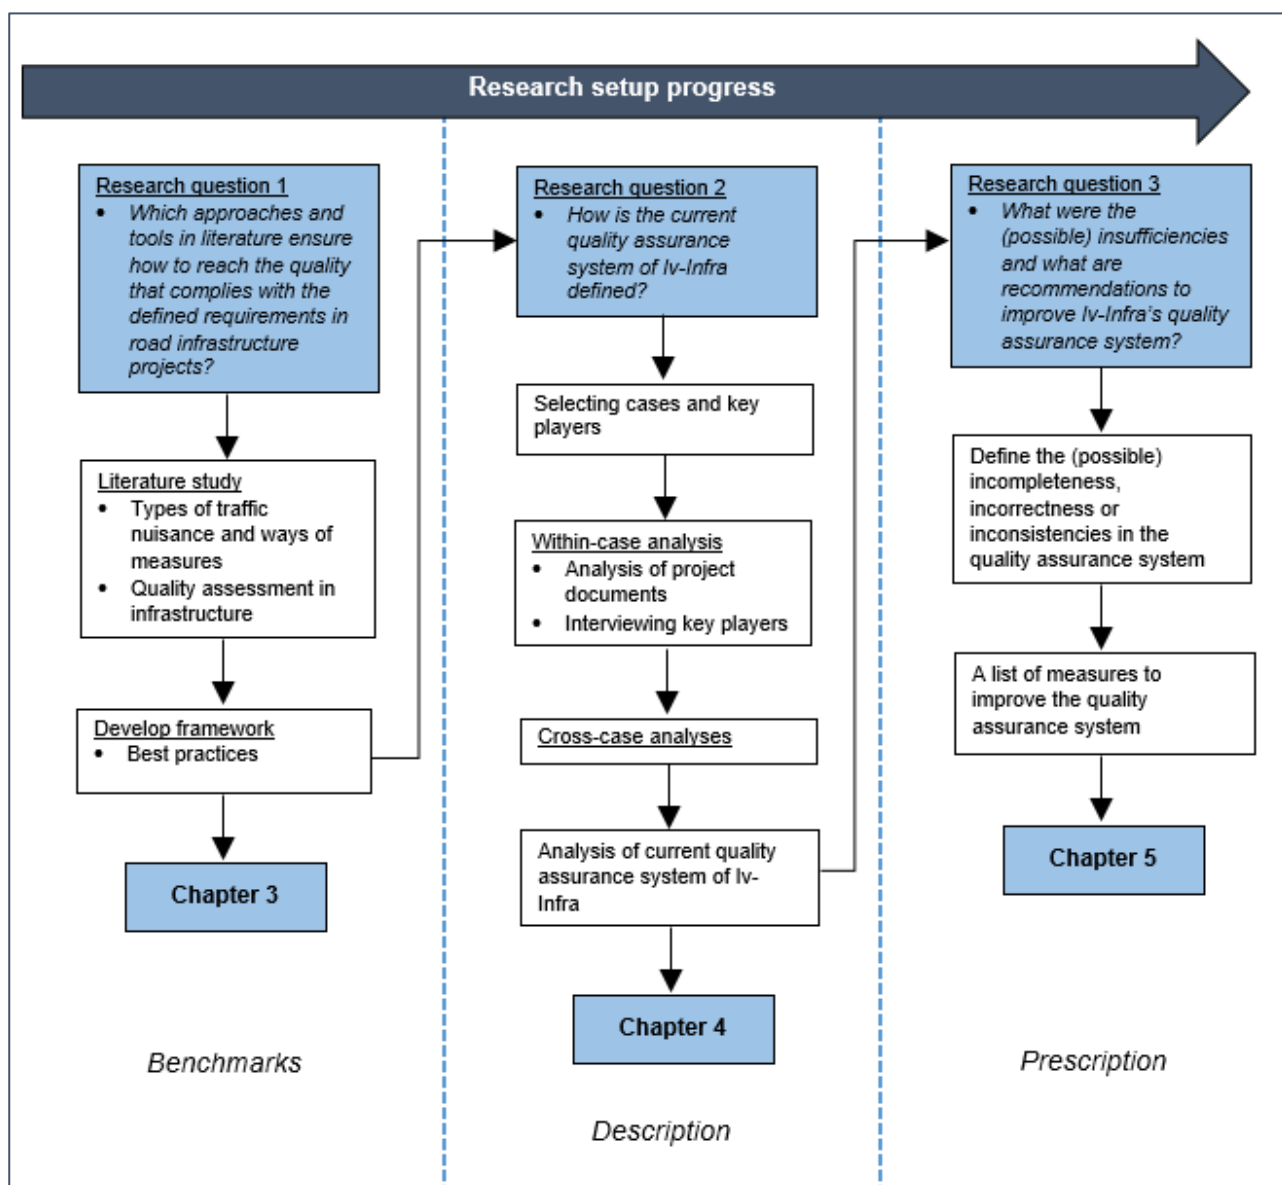 Research setup progress
Research question 1
• Which approaches and
tools in literature ensure
how to reach the quality
that complies with the
defined requirements in
road infrastructure
projects?
Literature study
• Types of traffic
nuisance and ways of
measures
• Quality assessment in
infrastructure
Develop framework
• Best practices
Chapter 3
Benchmarks
Research question 2
• How is the current
quality assurance
system of Iv-Infra
defined?
Selecting cases and key
players
Within-case analysis
• Analysis of project
documents
• Interviewing key players
Cross-case analyses
Analysis of current quality
assurance system of Iv-
Infra
Chapter 4
Description
Research question 3
• What were the
(possible) insufficiencies
and what are
recommendations to
improve Iv-Infra's quality
assurance system?
Define the (possible)
incompleteness,
incorrectness or
inconsistencies in the
quality assurance system
A list of measures to
improve the quality
assurance system
Chapter 5
Prescription